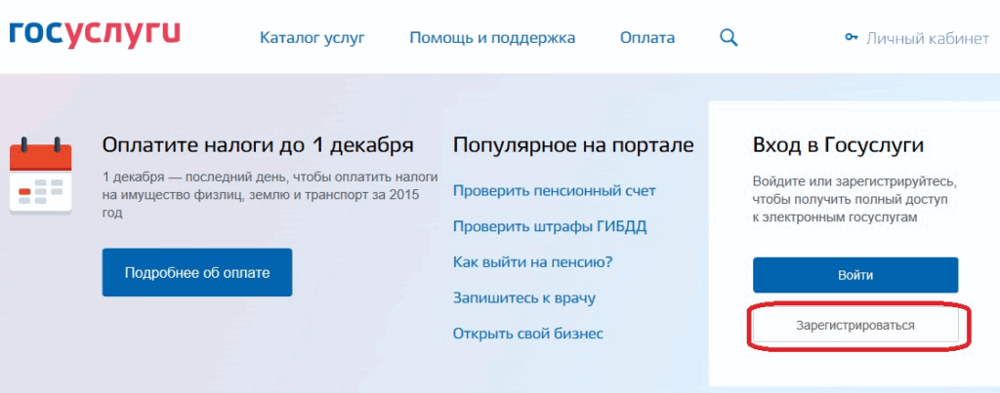 госуслуги
Каталог услуг
Помощь и поддержка
Оплата
Личный кабинет
Оплатите налоги до 1 декабря
1 декабря — последний день, чтобы оплатить налоги
на имущество физлиц, землю и транспорт за 2015
год
Подробнее об оплате
Популярное на портале
Проверить пенсионный счет
Проверить штрафы ГИБДД
Как выйти на пенсию?
Запишитесь к врачу
Открыть свой бизнес
Вход в Госуслуги
Войдите или зарегистрируйтесь,
чтобы получить полный доступ
к электронным госуслугам
Войти
Зарегистрироваться